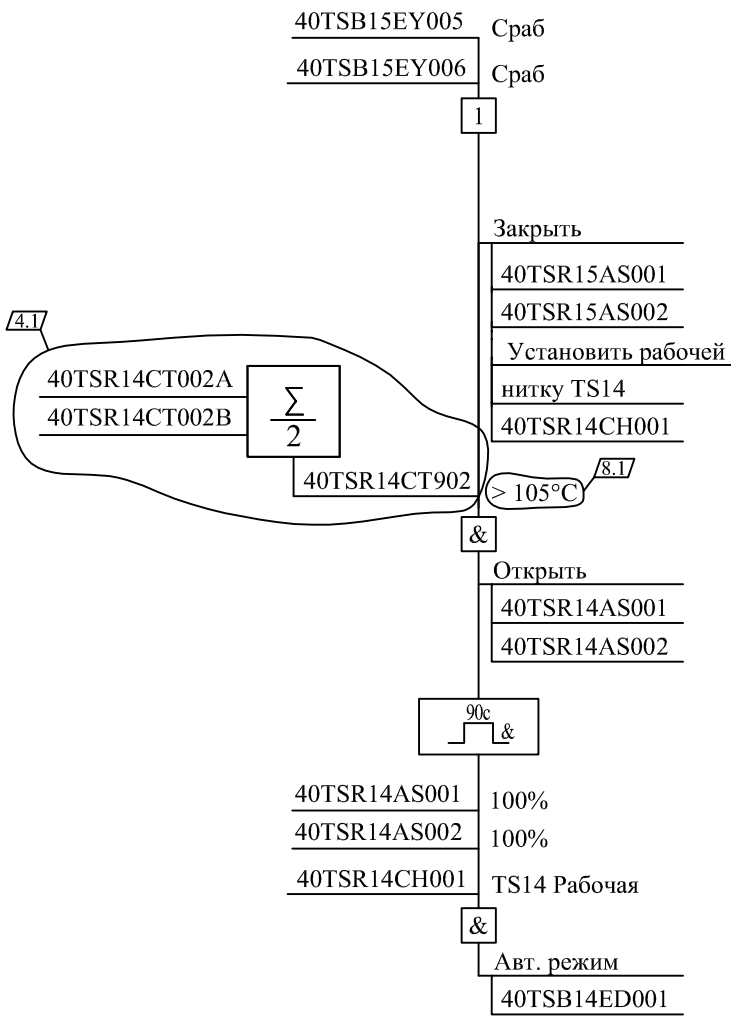 40TSB15EY005 Сраб
40TSB15EY006 Сраб
1
Закрыть
40TSR15AS001
40TSR15AS002
Установить рабочей
нитку TS14
40TSR14CH001
4.1
40TSR14CT002A
40TSR14CT002B
∑
2
40TSR14CT902 > 105°C
8.1
&
Открыть
40TSR14AS001
40TSR14AS002
90с
&
40TSR14AS001 100%
40TSR14AS002 100%
40TSR14CH001 TS14 Рабочая
&
Авт. режим
40TSB14ED001